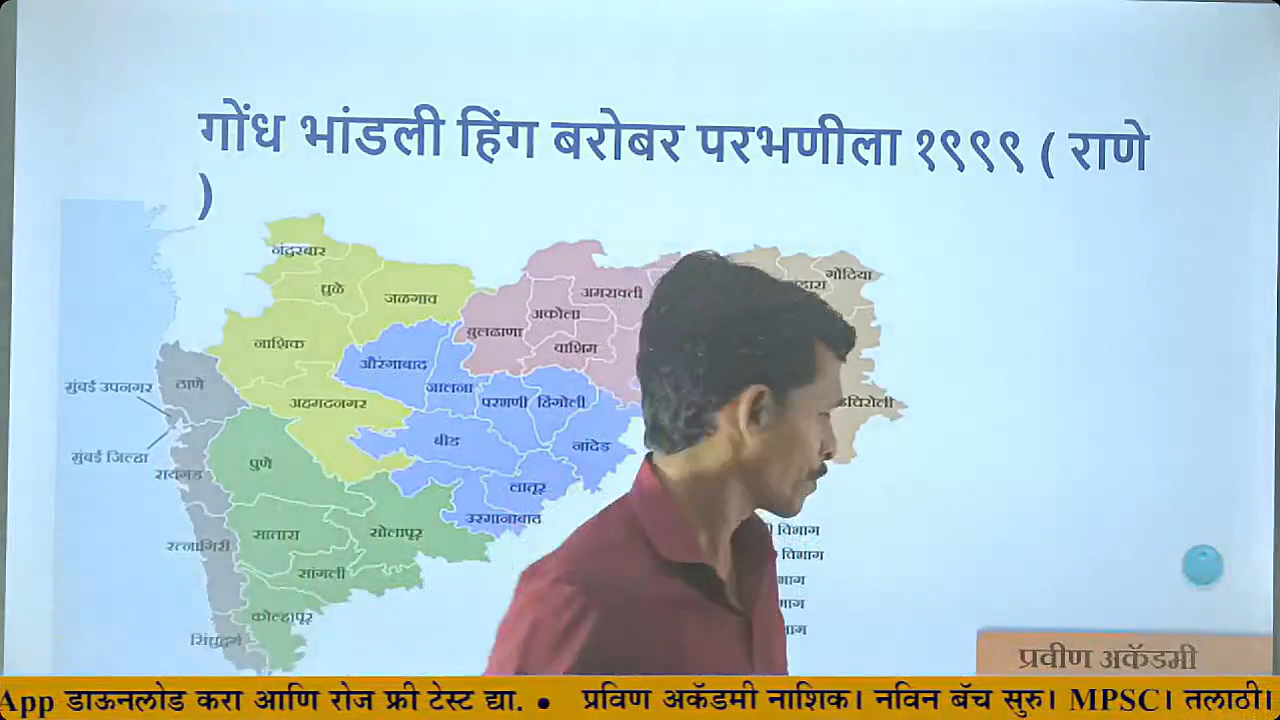 गोंध भांडली हिंग बरोबर परभणीला १९९९ ( राणे
)
नंदुरबार
धुळे
जळगाव
नाशिक
अहमदनगर
औरंगाबाद
जालना
परभणी
हिंगोली
बीड
नांदेड
लातूर
उस्मानाबाद
बुलढाणा
अकोला
अमरावती
वाशिम
गोंदिया
ठाणे
मुंबई उपनगर
मुंबई जिल्हा
रायगड
पुणे
सातारा
सोलापूर
रत्नागिरी
सांगली
कोल्हापूर
सिंधुदुर्ग
विभाग
विभाग
प्रवीण अकॅडमी
App डाऊनलोड करा आणि रोज फ्री टेस्ट द्या. ● प्रविण अकॅडमी नाशिक। नविन बॅच सुरु। MPSC। तलाठी।